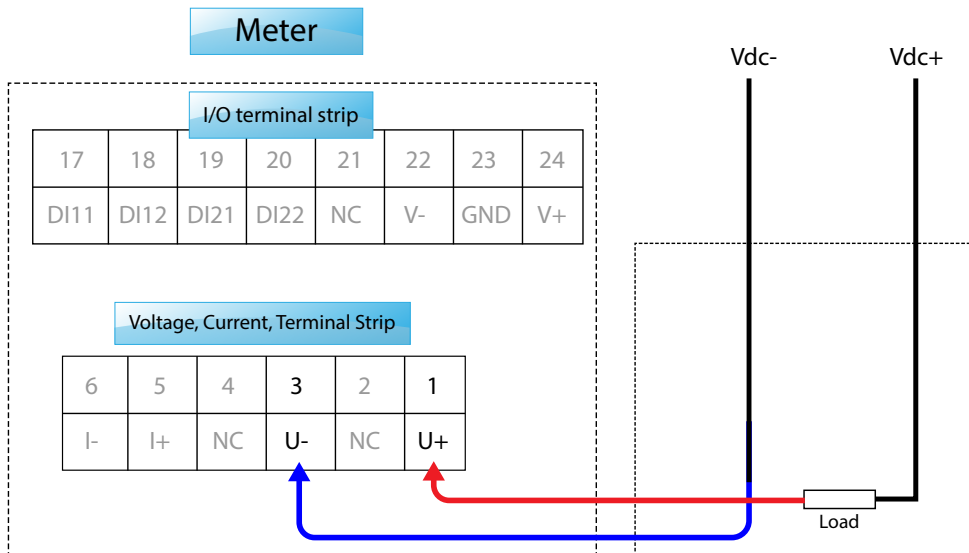 Meter
Vdc-
Vdc+
I/O terminal strip
17 18 19 20 21 22 23 24
DI11 DI12 DI21 DI22 NC V- GND V+
Voltage, Current, Terminal Strip
6 5 4 3 2 1
I- I+ NC U- NC U+
Load